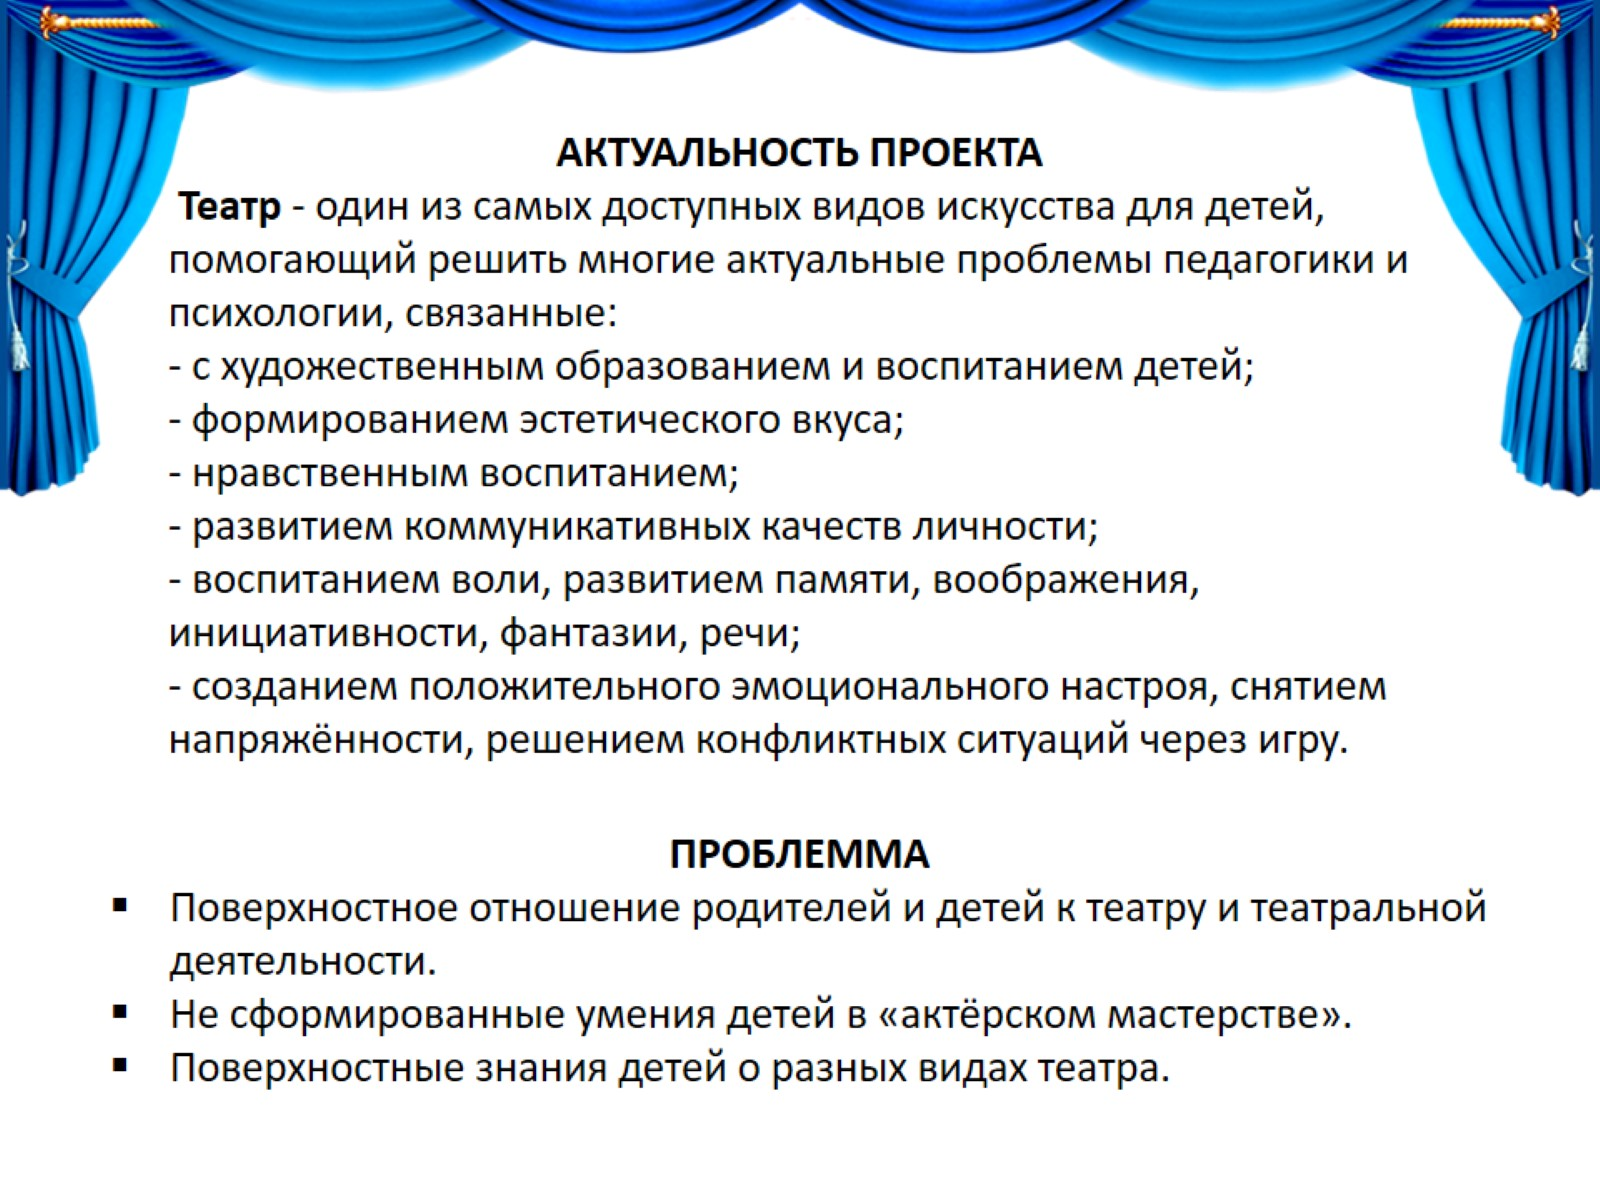 АКТУАЛЬНОСТЬ ПРОЕКТА
Театр - один из самых доступных видов искусства для детей,
помогающий решить многие актуальные проблемы педагогики и
психологии, связанные:
- с художественным образованием и воспитанием детей;
- формированием эстетического вкуса;
- нравственным воспитанием;
- развитием коммуникативных качеств личности;
- воспитанием воли, развитием памяти, воображения,
инициативности, фантазии, речи;
- созданием положительного эмоционального настроя, снятием
напряжённости, решением конфликтных ситуаций через игру.
ПРОБЛЕММА
▪ Поверхностное отношение родителей и детей к театру и театральной
деятельности.
▪ Не сформированные умения детей в «актёрском мастерстве».
▪ Поверхностные знания детей о разных видах театра.